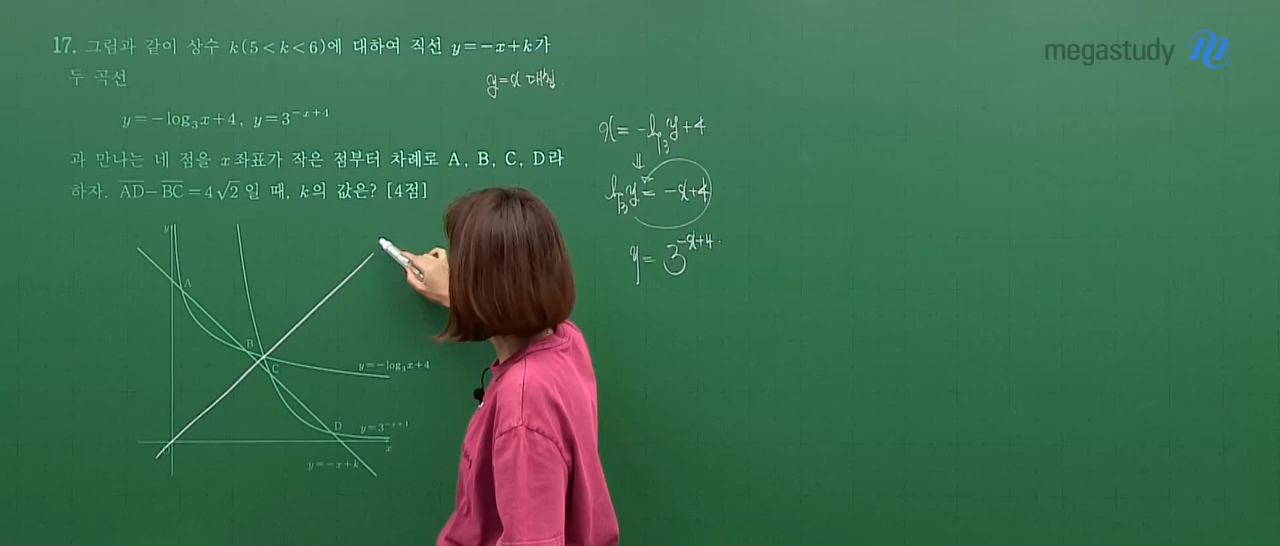 17. 그림과 같이 상수 k(5<k<6)에 대하여 직선 y=-x+k가
두 곡선
y=x 대칭
y=-log₃x+4, y=3^{-x+4}
과 만나는 네 점을 x좌표가 작은 점부터 차례로 A, B, C, D라
하자. AD-BC=4√2일 때, k의 값은? [4점]
y
A
B
C
D
y=-log₃x+4
y=3^{-x+4}
x
y=-x+k
x=-log₃y+4
⇓
log₃y=-x+4
y=3^{-x+4}
megastudy